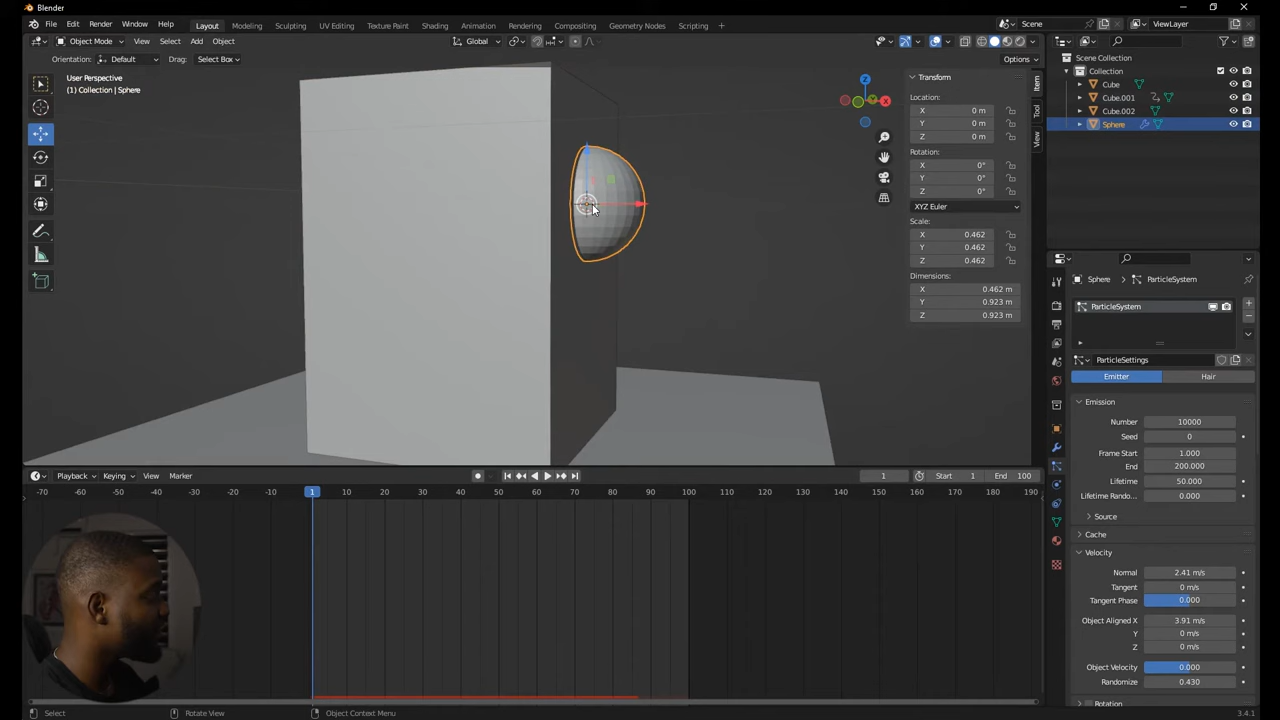 Blender
File Edit Render Window Help Layout Modeling Sculpting UV Editing Texture Paint Shading Animation Rendering Compositing Geometry Nodes Scripting + Scene ViewLayer
Object Mode View Select Add Object Global
Orientation: Default Drag: Select Box Options
User Perspective
(1) Collection | Sphere
Transform
Location:
X 0 m
Y 0 m
Z 0 m
Rotation:
X 0°
Y 0°
Z 0°
XYZ Euler
Scale:
X 0.462
Y 0.462
Z 0.462
Dimensions:
X 0.462 m
Y 0.923 m
Z 0.923 m
Item
Tool
View
Scene Collection
Collection
Cube
Cube.001
Cube.002
Sphere
Sphere > ParticleSystem
ParticleSystem
ParticleSettings
Emitter Hair
Emission
Number 10000
Seed 0
Frame Start 1.000
End 200.000
Lifetime 50.000
Lifetime Rando... 0.000
Source
Cache
Velocity
Normal 2.41 m/s
Tangent 0 m/s
Tangent Phase 0.000
Object Aligned X 3.91 m/s
Y 0 m/s
Z 0 m/s
Object Velocity 0.000
Randomize 0.430
Rotation
Playback Keying View Marker 1 Start 1 End 100
-70 -60 -50 -40 -30 -20 -10 1 10 20 30 40 50 60 70 80 90 100 110 120 130 140 150 160 170 180 190
Select Rotate View Object Context Menu 3.4.1